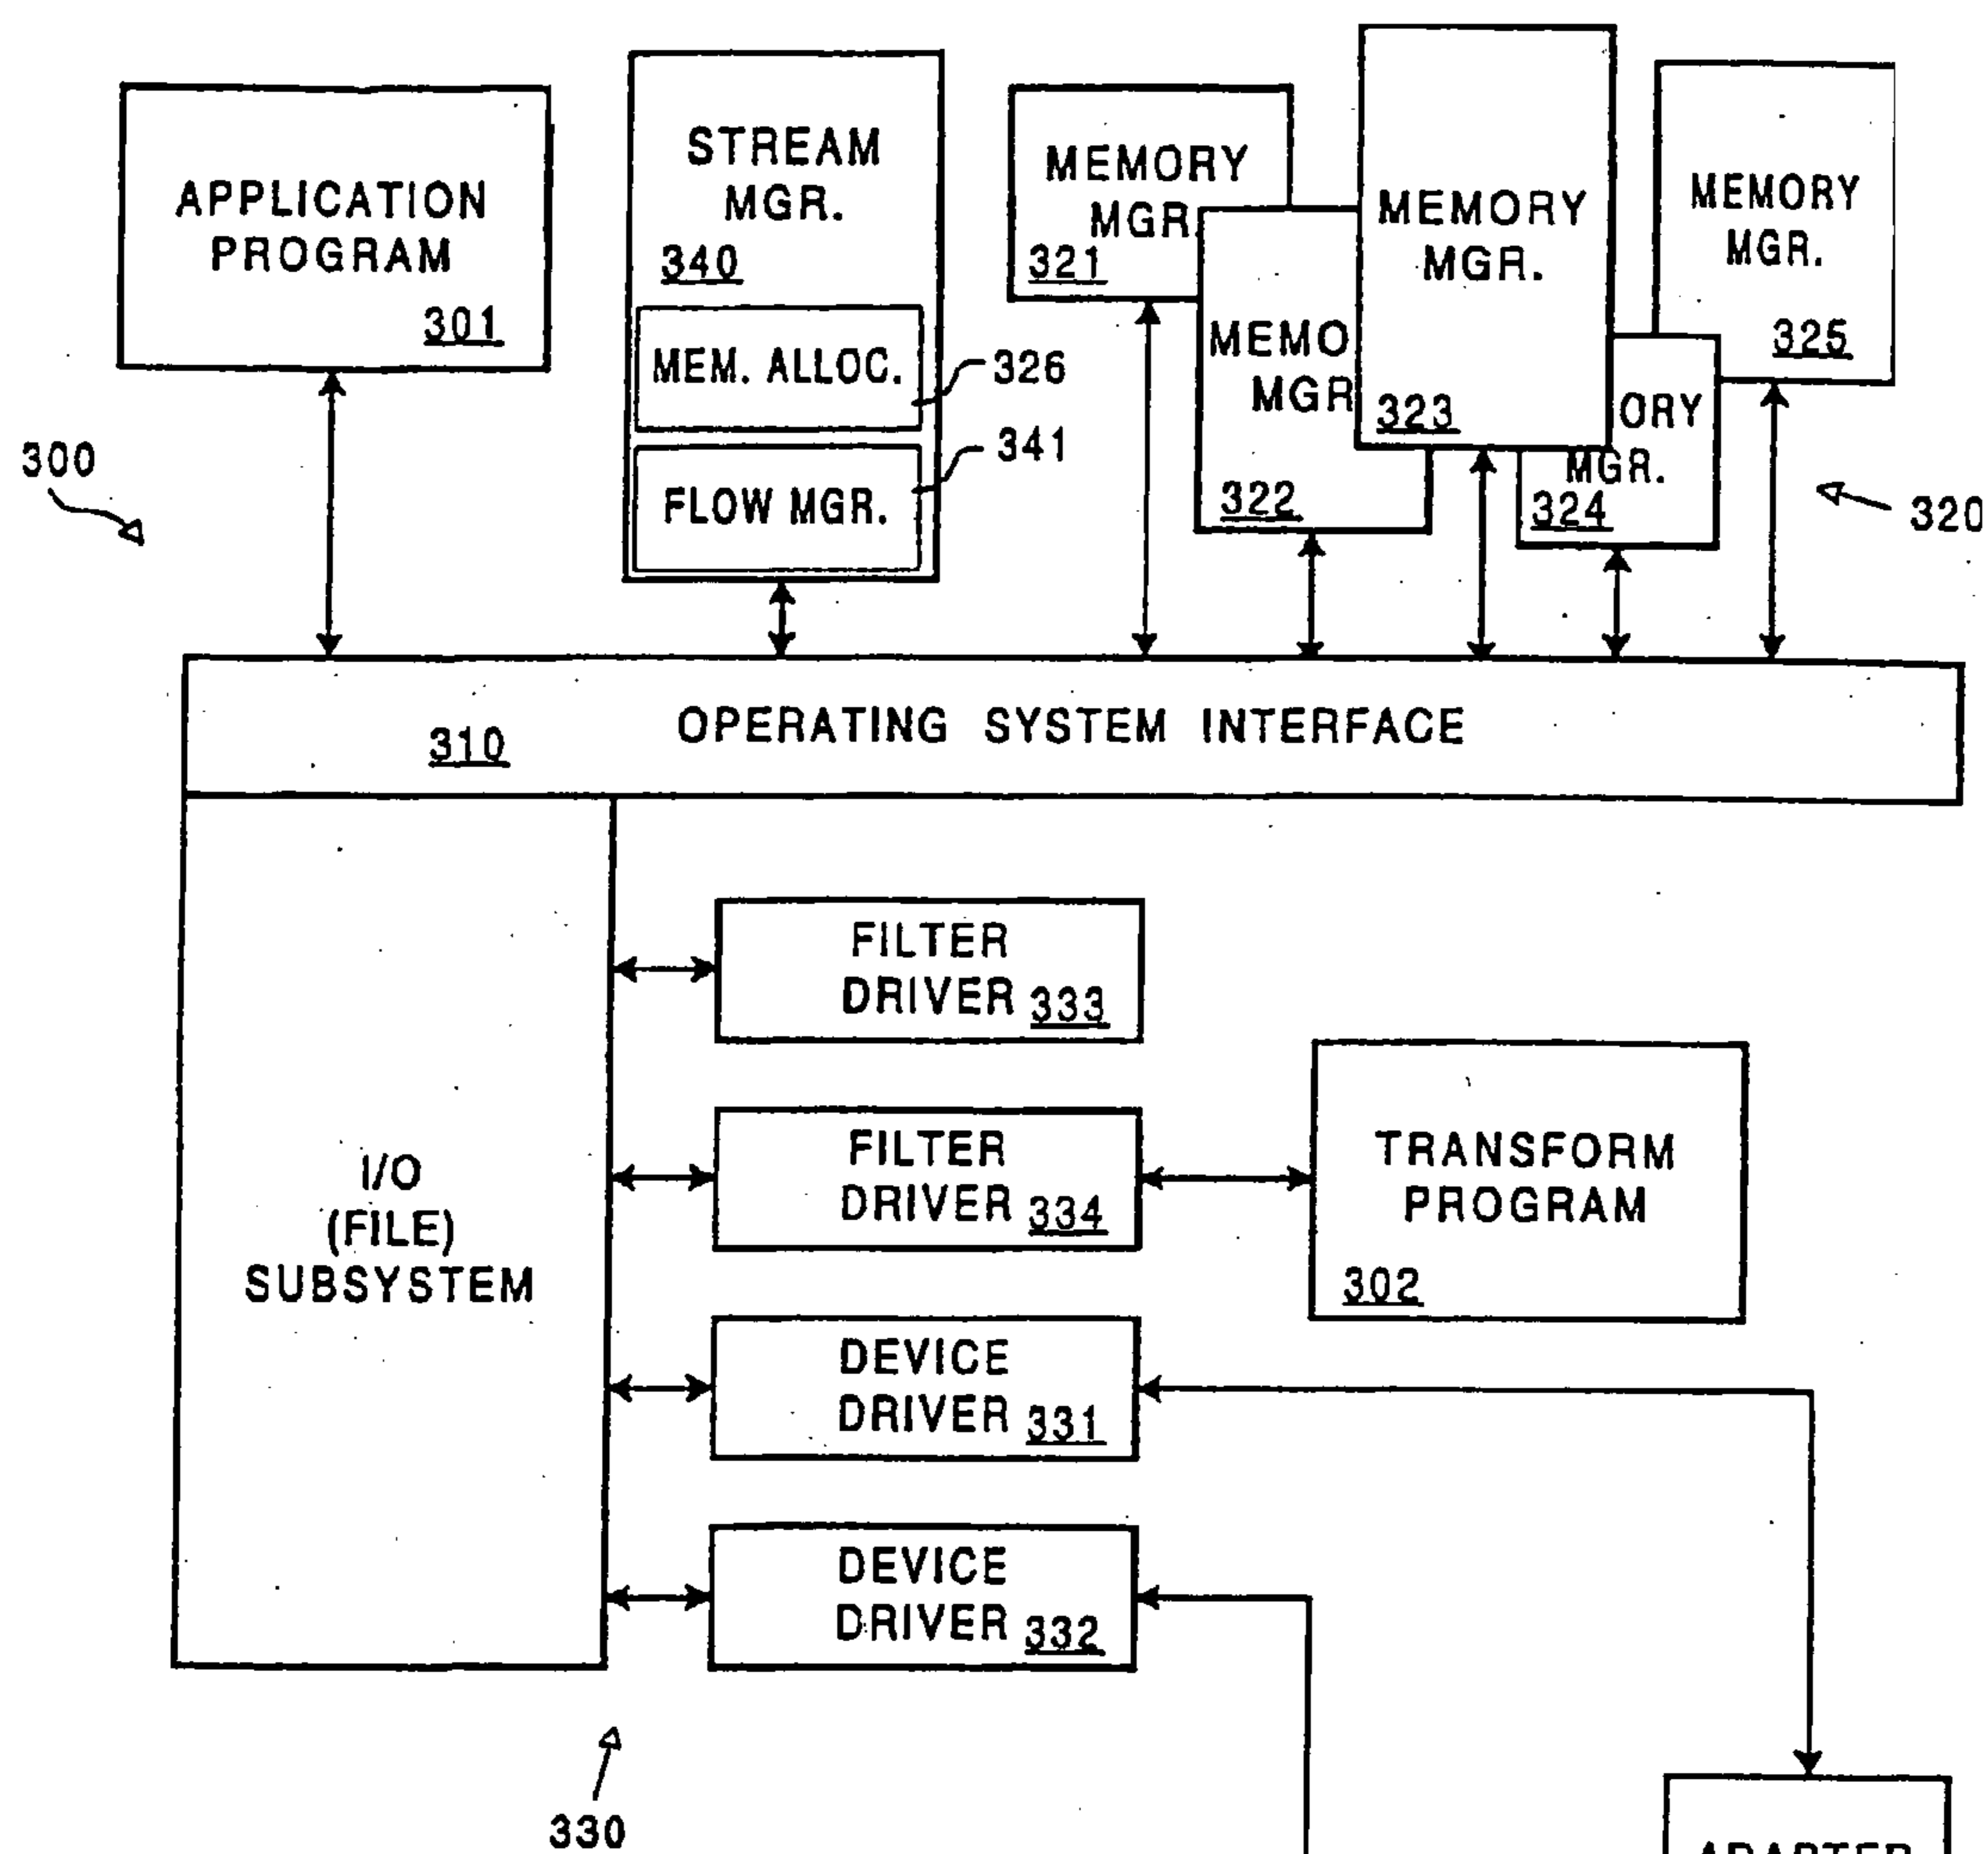 APPLICATION
PROGRAM
301
STREAM
MGR.
340
MEM. ALLOC.
326
FLOW MGR.
341
MEMORY
MGR.
321
MEMO
MGR
322
MEMORY
MGR.
323
ORY
MGR.
324
MEMORY
MGR.
325
300
320
310
OPERATING SYSTEM INTERFACE
I/O
(FILE)
SUBSYSTEM
FILTER
DRIVER 333
FILTER
DRIVER 334
TRANSFORM
PROGRAM
302
DEVICE
DRIVER 331
DEVICE
DRIVER 332
330
ADAPTER